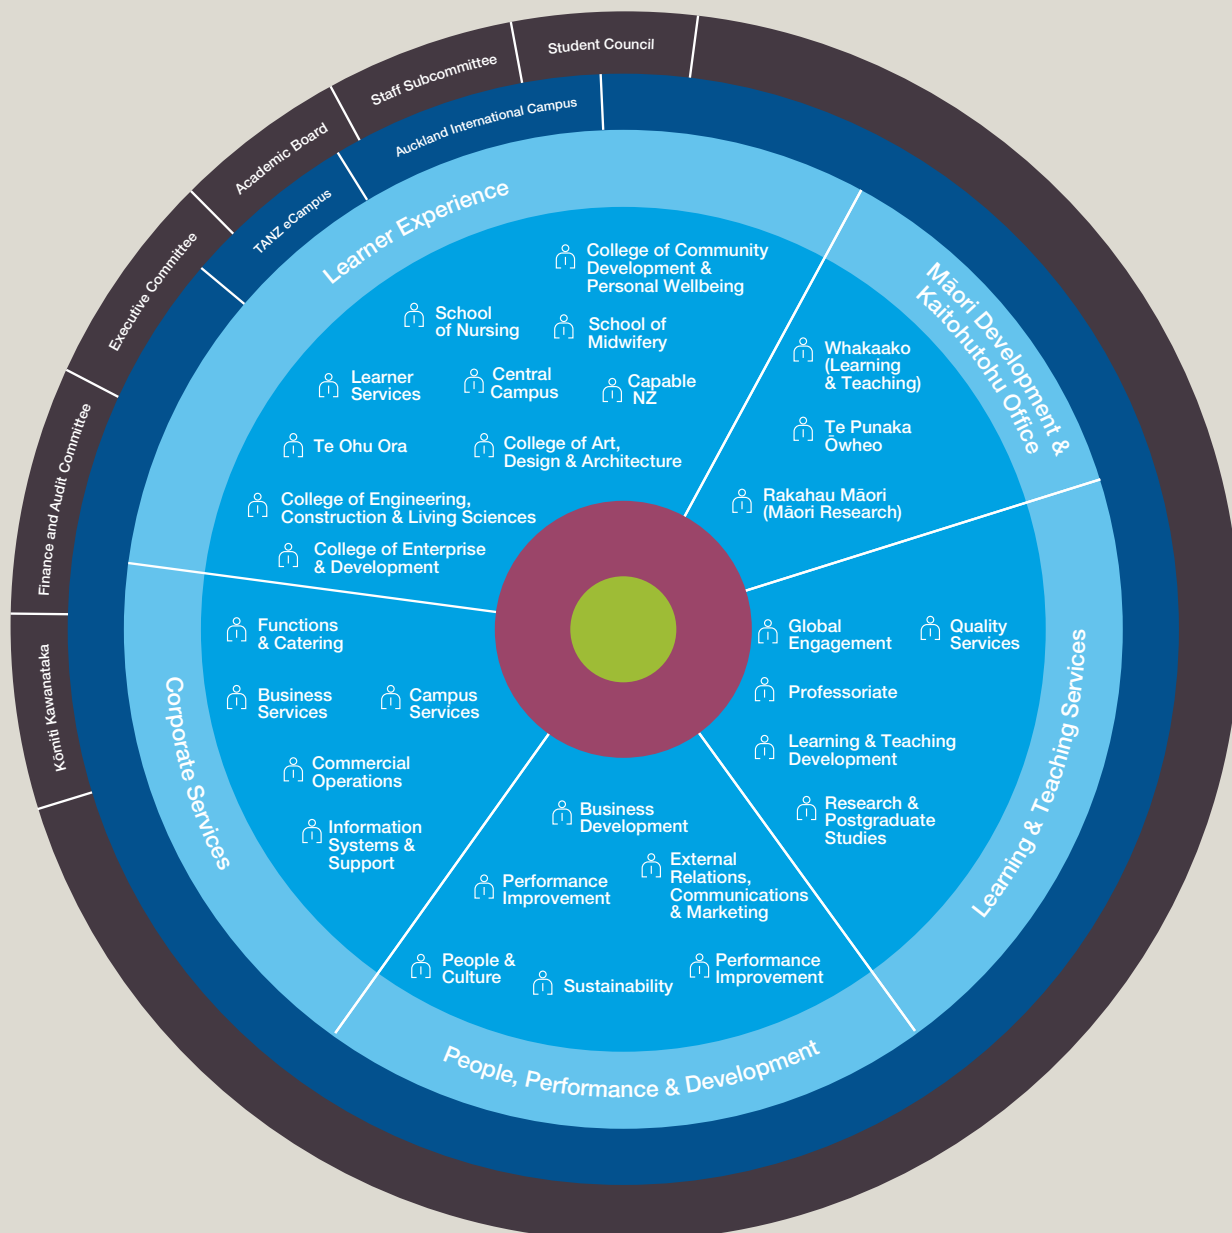 Student Council
Staff Subcommittee
Academic Board
Executive Committee
Finance and Audit Committee
Kōmiti Kawanataka
Auckland International Campus
TANZ eCampus
Learner Experience
College of Community
Development &
Personal Wellbeing
School
of Nursing
School of
Midwifery
Learner
Services
Central
Campus
Capable
NZ
Te Ohu Ora
College of Art,
Design & Architecture
College of Engineering,
Construction & Living Sciences
College of Enterprise
& Development
Māori Development &
Kaitohutohu Office
Whakaako
(Learning
& Teaching)
Te Punaka
Ōwheo
Rakahau Māori
(Māori Research)
Learning & Teaching Services
Global
Engagement
Quality
Services
Professoriate
Learning & Teaching
Development
Research &
Postgraduate
Studies
People, Performance & Development
Business
Development
External
Relations,
Communications
& Marketing
Performance
Improvement
People &
Culture
Sustainability
Performance
Improvement
Corporate Services
Functions
& Catering
Business
Services
Campus
Services
Commercial
Operations
Information
Systems &
Support